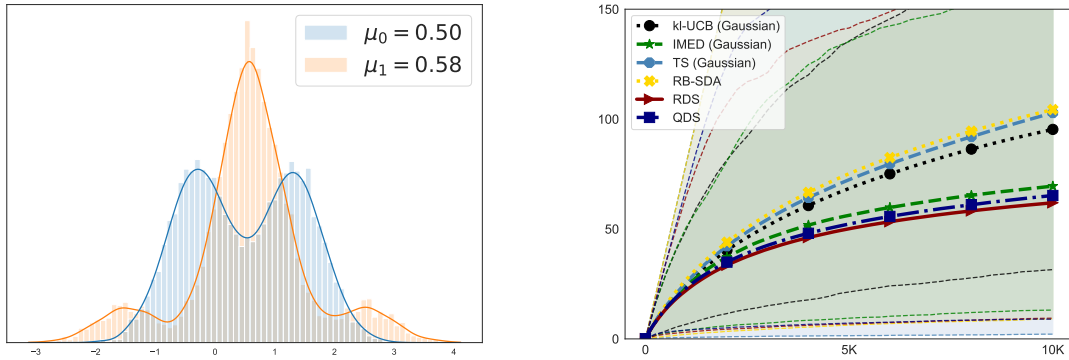 μ₀ = 0.50
μ₁ = 0.58
−3 −2 −1 0 1 2 3 4
150
100
50
0
kl-UCB (Gaussian)
IMED (Gaussian)
TS (Gaussian)
RB-SDA
RDS
QDS
0 5K 10K